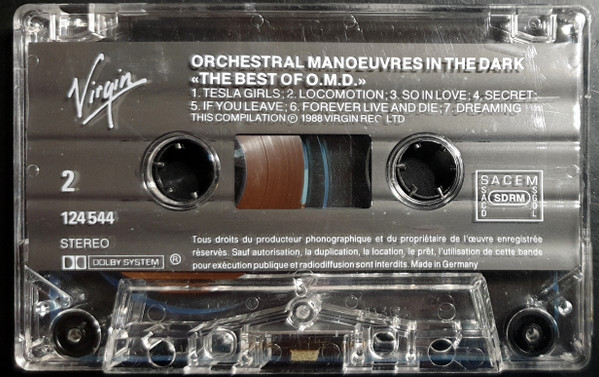 Virgin
ORCHESTRAL MANOEUVRES IN THE DARK
«THE BEST OF O.M.D.»
1. TESLA GIRLS; 2. LOCOMOTION; 3. SO IN LOVE; 4. SECRET;
5. IF YOU LEAVE; 6. FOREVER LIVE AND DIE; 7. DREAMING
THIS COMPILATION Ⓟ 1988 VIRGIN REC LTD
2
124 544
STEREO
DOLBY SYSTEM ®
SACEM
SACD
SDRM
SGDL
Tous droits du producteur phonographique et du propriétaire de l'œuvre enregistrée
réservés. Sauf autorisation, la duplication, la location, le prêt, l'utilisation de cette bande
pour exécution publique et radiodiffusion sont interdits. Made in Germany